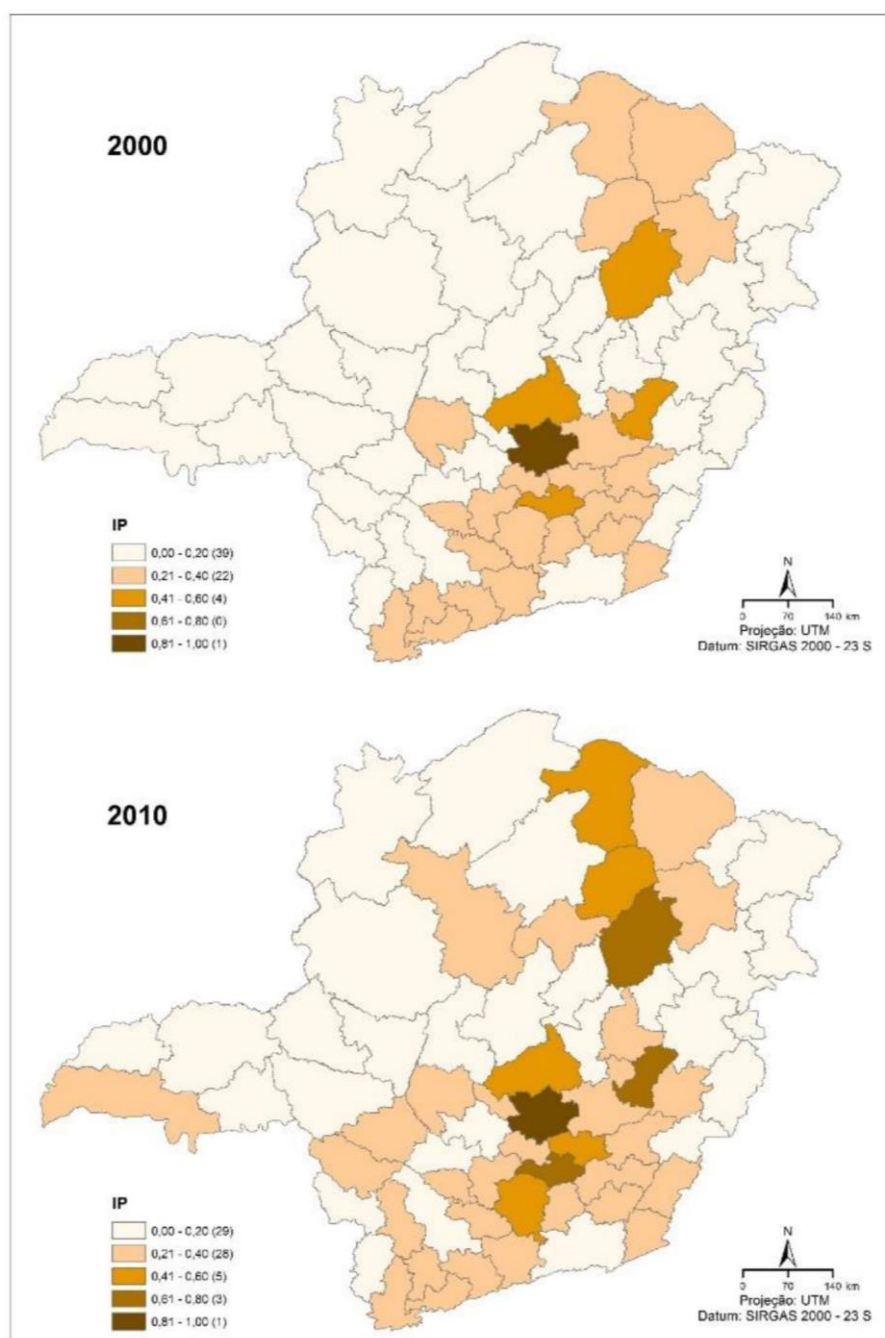 2000
IP
0,00 - 0,20 (39)
0,21 - 0,40 (22)
0,41 - 0,60 (4)
0,61 - 0,80 (0)
0,81 - 1,00 (1)
N
0 70 140 km
Projeção: UTM
Datum: SIRGAS 2000 - 23 S
2010
IP
0,00 - 0,20 (29)
0,21 - 0,40 (28)
0,41 - 0,60 (5)
0,61 - 0,80 (3)
0,81 - 1,00 (1)
N
0 70 140 km
Projeção: UTM
Datum: SIRGAS 2000 - 23 S